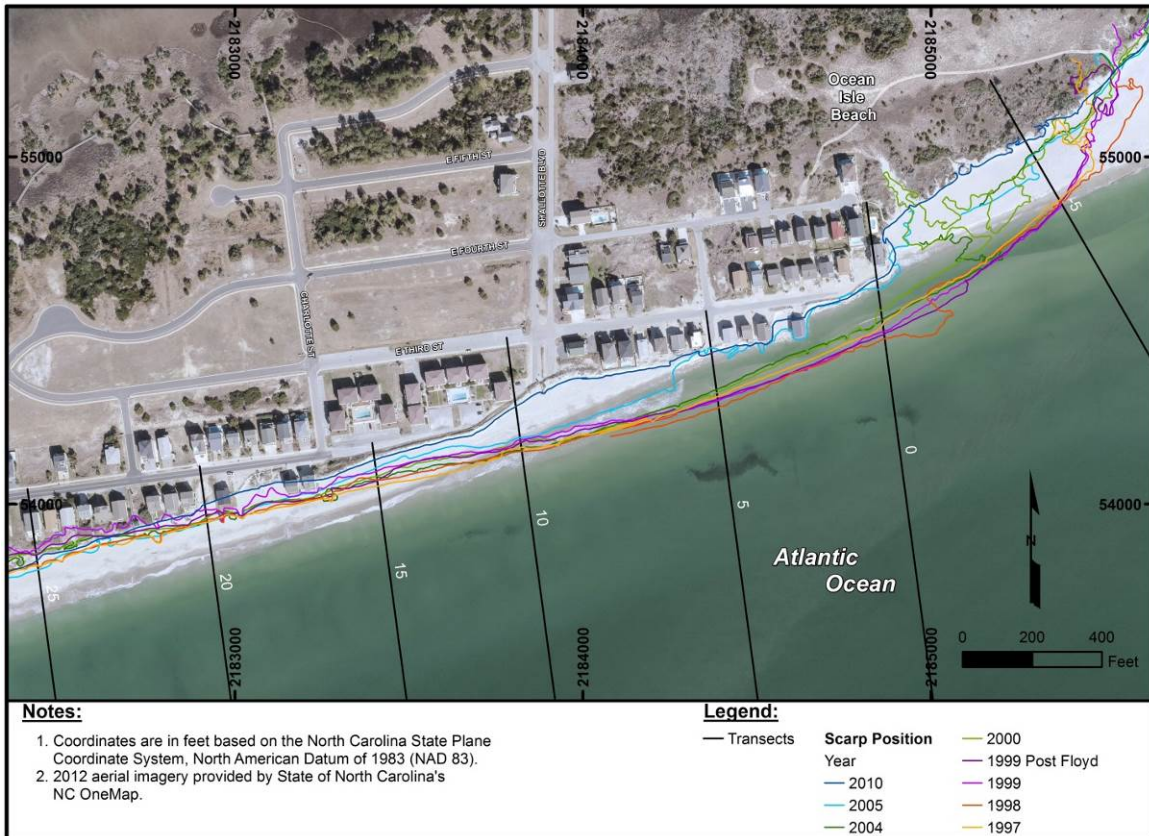 2183000
2184000
2185000
Ocean
Isle
Beach
55000
55000
E FIFTH ST
SHALLOTTE BLVD
E FOURTH ST
CHARLOTTE ST
E THIRD ST
-5
0
5
10
15
20
25
54000
54000
Atlantic
Ocean
N
0 200 400
Feet
2183000
2184000
2185000
Notes:
1. Coordinates are in feet based on the North Carolina State Plane
Coordinate System, North American Datum of 1983 (NAD 83).
2. 2012 aerial imagery provided by State of North Carolina's
NC OneMap.
Legend:
Transects
Scarp Position
Year
2010
2005
2004
2000
1999 Post Floyd
1999
1998
1997